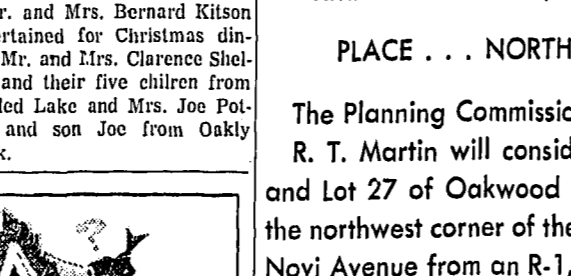 r. and Mrs. Bernard Kitson
rtained for Christmas din-
Mr. and Mrs. Clarence Shel-
and their five chilren from
led Lake and Mrs. Joe Pot-
and son Joe from Oakly
k.
PLACE . . . NORTH
The Planning Commissio
R. T. Martin will consid
and Lot 27 of Oakwood
the northwest corner of the
Novi Avenue from an R-1,